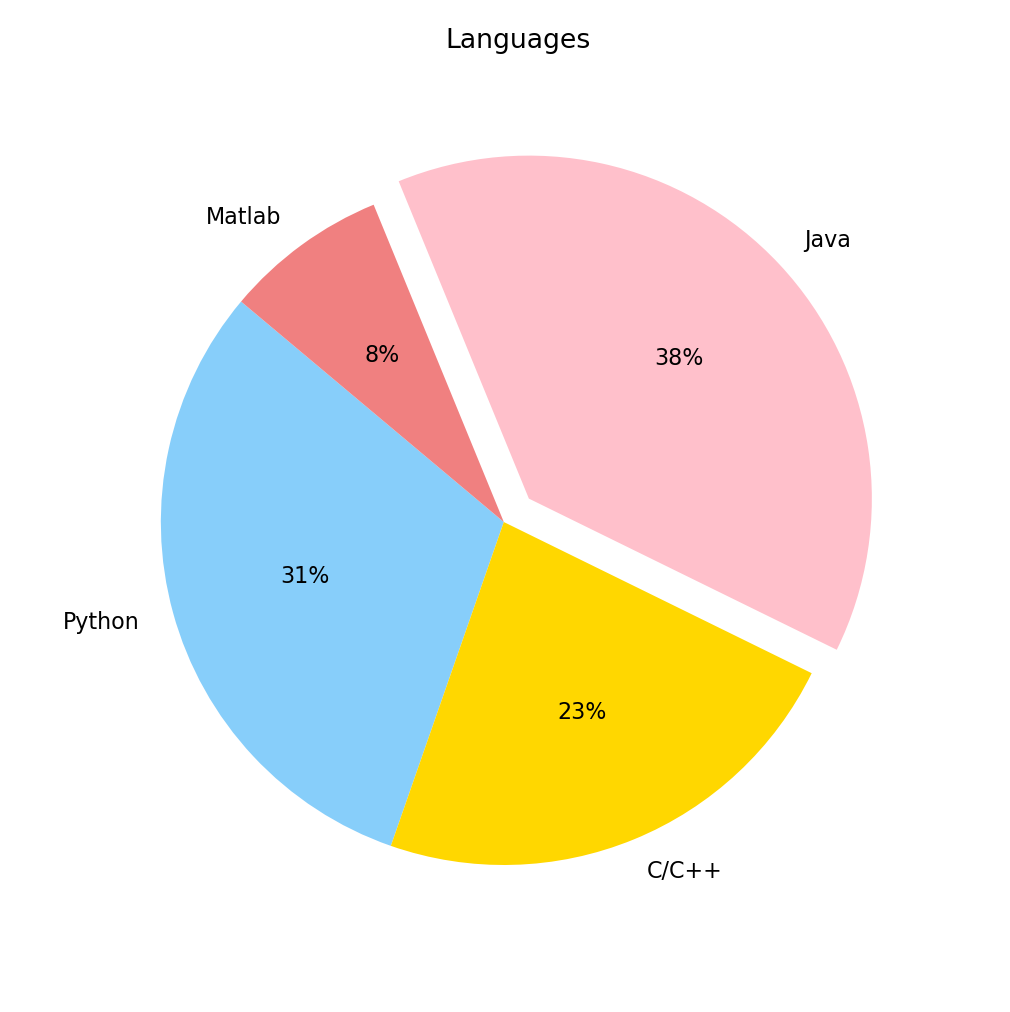 Languages
Matlab
Java
8%
38%
31%
Python
23%
C/C++